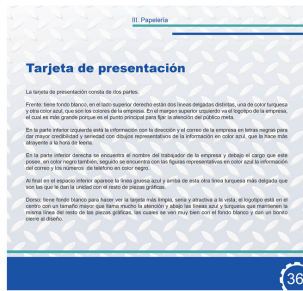 III. Papelería
Tarjeta de presentación
La tarjeta de presentación consta de dos partes.
Frente: tiene fondo blanco, en el lado superior derecho están dos líneas delgadas distintas, una de color turquesa
y otra color azul, que son los colores de la empresa. En el margen superior izquierdo va el logotipo de la empresa,
el cual es más grande porque es el punto principal para fijar la atención del público meta.
En la parte inferior izquierda está la información con la dirección y el correo de la empresa en letras negras para
dar mayor credibilidad y seriedad con dibujos representativos de la información en color azul, que la hace más
atrayente a la hora de leerla.
En la parte inferior derecha se encuentra el nombre del trabajador de la empresa y debajo el cargo que este
posee, en color negro también, seguido se encuentra con las figuras representativas en color azul la información
del correo y los números de teléfono en color negro.
Al final en el espacio inferior aparece la línea gruesa azul y arriba de esta otra línea turquesa más delgada que
son las que le dan la unidad con el resto de piezas gráficas.
Dorso: tiene fondo blanco para hacer ver la tarjeta más limpia, seria y atractiva a la vista, el logotipo está en el
centro con un tamaño mayor que llama mucho la atención y abajo las líneas azul y turquesa que mantienen la
misma línea del resto de las piezas gráficas, las cuales se ven muy bien con el fondo blanco y dan un bonito
cierre al diseño.
36